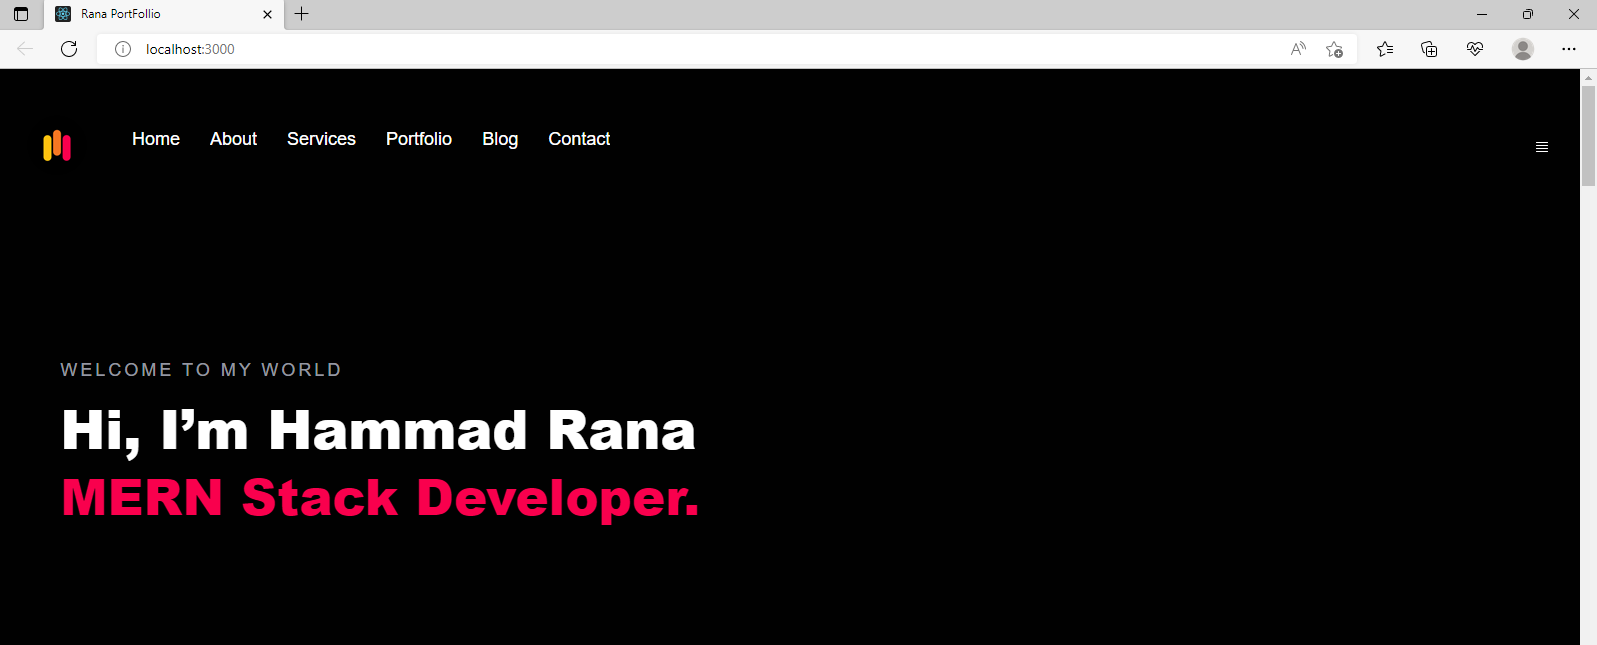 Rana PortFollio
localhost:3000
Home About Services Portfolio Blog Contact
WELCOME TO MY WORLD
Hi, I’m Hammad Rana
MERN Stack Developer.